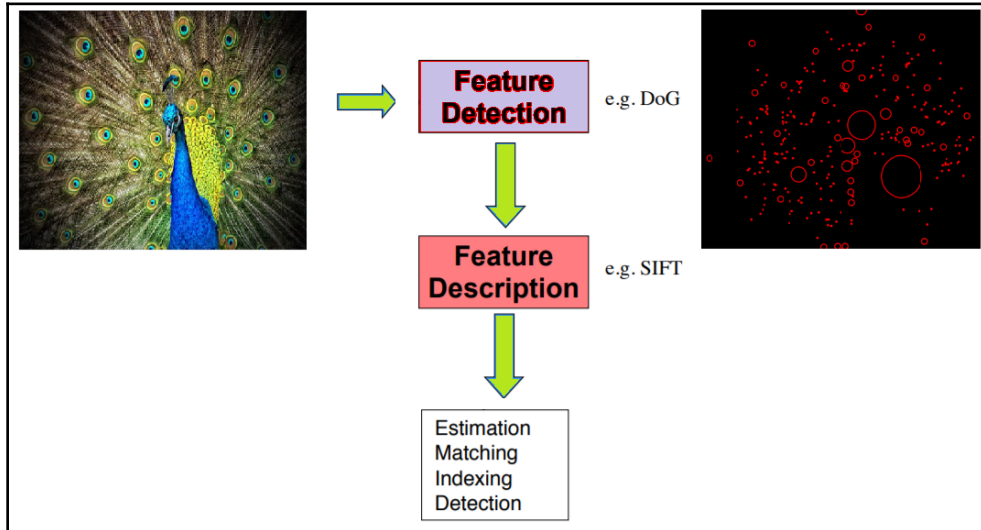 Feature
Detection
e.g. DoG
Feature
Description
e.g. SIFT
Estimation
Matching
Indexing
Detection